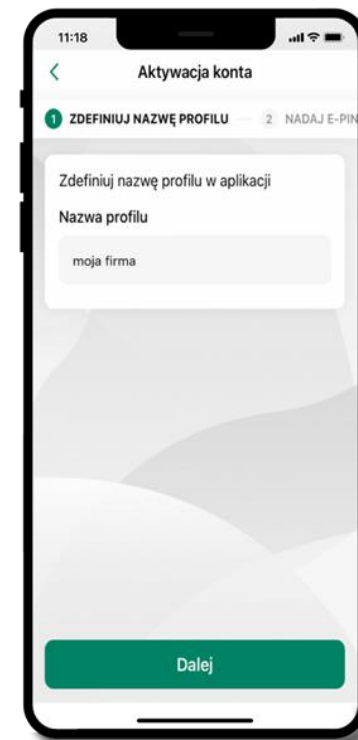 11:18
Aktywacja konta
1 ZDEFINIUJ NAZWĘ PROFILU 2 NADAJ E-PIN
Zdefiniuj nazwę profilu w aplikacji
Nazwa profilu
moja firma
Dalej